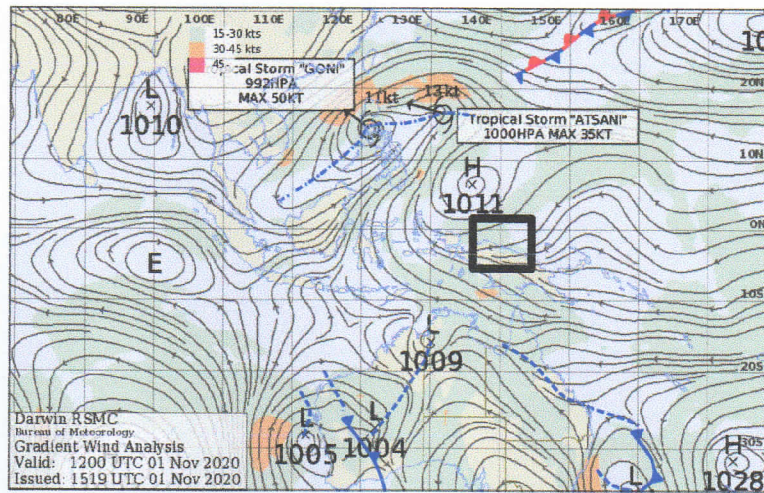 80E 90E 100E 110E 120E 130E 140E 150E 160E 170E
15-30 kts
30-45 kts
45-
cal Storm "GONI"
992HPA
MAX 50KT
11kt
13kt
Tropical Storm "ATSANI"
1000HPA MAX 35KT
20N
L
1010
10N
H
1011
0N
E
10S
L
1009
20S
L
1005
L
1004
30S
H
1028
L
10
Darwin RSMC
Bureau of Meteorology
Gradient Wind Analysis
Valid: 1200 UTC 01 Nov 2020
Issued: 1519 UTC 01 Nov 2020